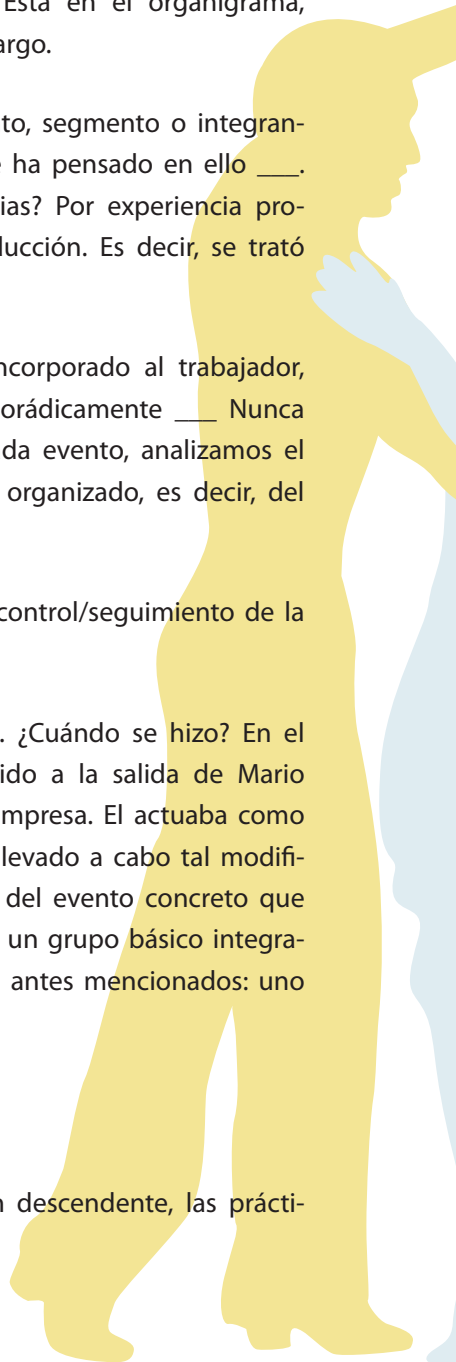 Está en el organigrama,
argo.
to, segmento o integran-
ha pensado en ello ___.
ias? Por experiencia pro-
ducción. Es decir, se trató
ncorporado al trabajador,
orádicamente ___ Nunca
da evento, analizamos el
organizado, es decir, del
control/seguimiento de la
. ¿Cuándo se hizo? En el
ido a la salida de Mario
mpresa. El actuaba como
levado a cabo tal modifi-
del evento concreto que
un grupo básico integra-
antes mencionados: uno
n descendente, las prácti-